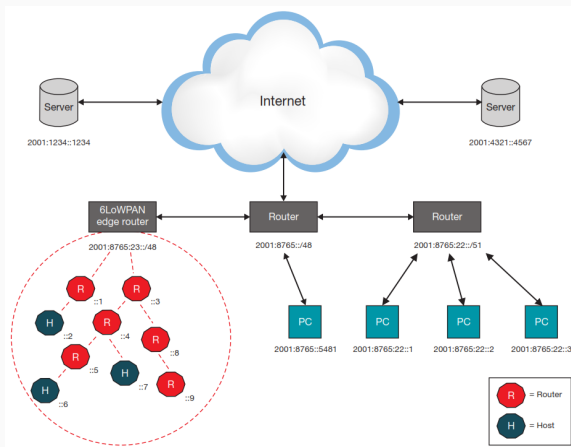 Internet
Server
2001:1234::1234
Server
2001:4321::4567
6LoWPAN
edge router
2001:8765:23::/48
Router
2001:8765::/48
Router
2001:8765:22::/51
R
::1
R
::3
H
::2
R
::4
R
::8
R
::5
H
::7
R
::9
H
::6
PC
2001:8765::5481
PC
2001:8765:22::1
PC
2001:8765:22::2
PC
2001:8765:22::3
R = Router
H = Host